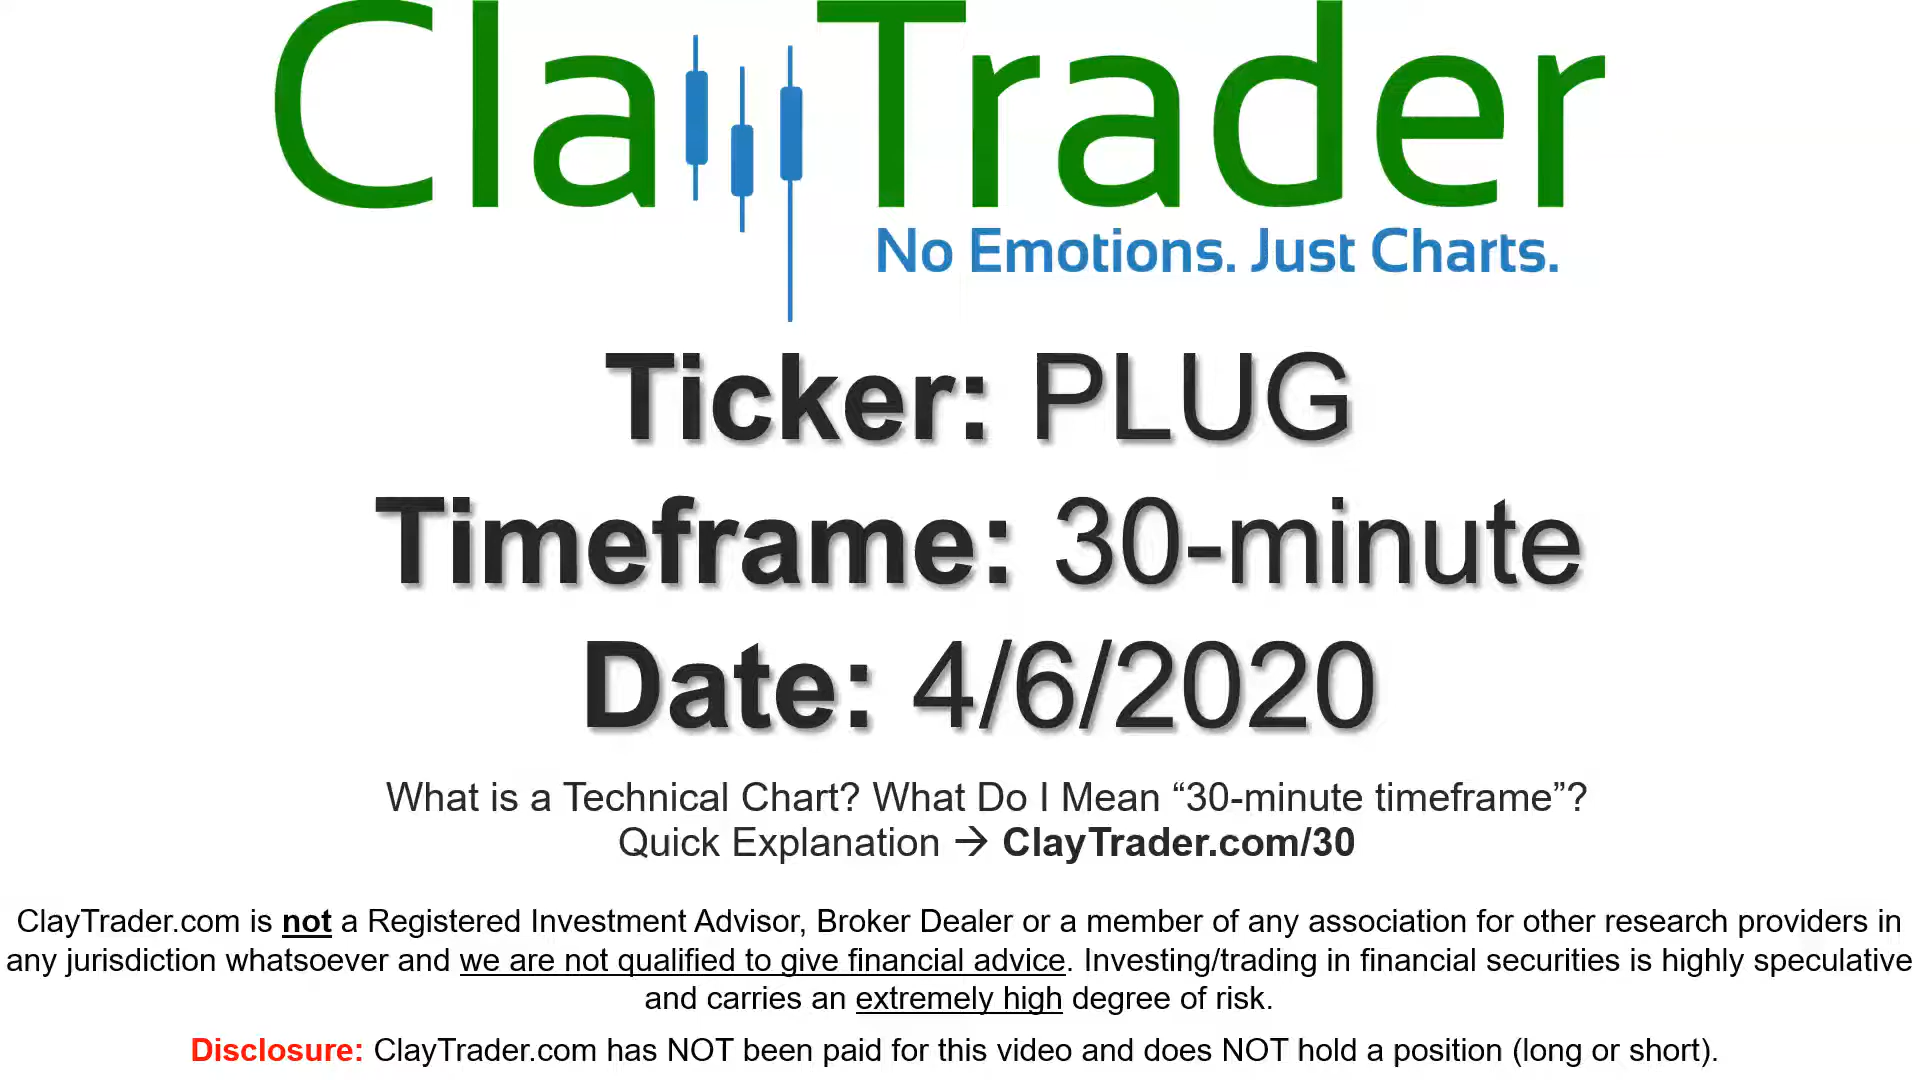 ClayTrader
No Emotions. Just Charts.
Ticker: PLUG
Timeframe: 30-minute
Date: 4/6/2020
What is a Technical Chart? What Do I Mean “30-minute timeframe”?
Quick Explanation → ClayTrader.com/30
ClayTrader.com is not a Registered Investment Advisor, Broker Dealer or a member of any association for other research providers in
any jurisdiction whatsoever and we are not qualified to give financial advice. Investing/trading in financial securities is highly speculative
and carries an extremely high degree of risk.
Disclosure: ClayTrader.com has NOT been paid for this video and does NOT hold a position (long or short).